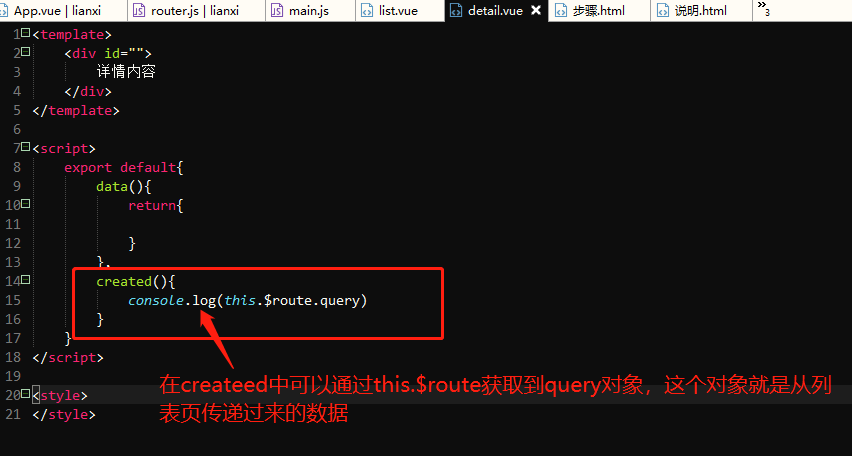 App.vue | lianxi router.js | lianxi main.js list.vue detail.vue 步骤.html 说明.html »3
1 <template>
2 <div id="">
3 详情内容
4 </div>
5 </template>
6
7 <script>
8 export default{
9 data(){
10 return{
11
12 }
13 },
14 created(){
15 console.log(this.$route.query)
16 }
17 }
18 </script>
19
20 <style>
21 </style>
在createed中可以通过this.$route获取到query对象，这个对象就是从列
表页传递过来的数据